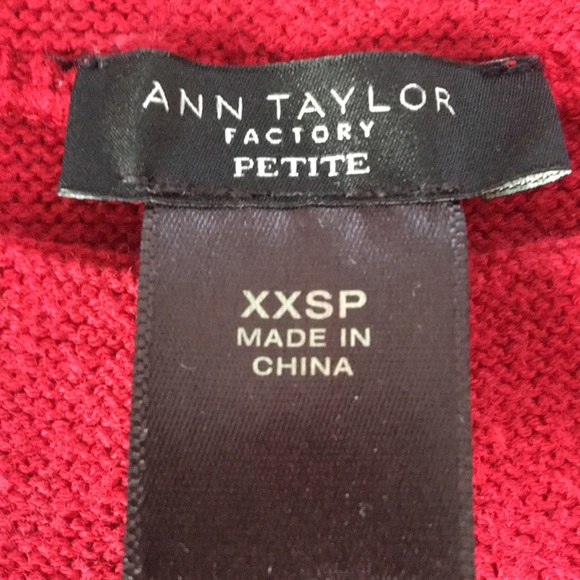 ANN TAYLOR
FACTORY
PETITE
XXSP
MADE IN
CHINA